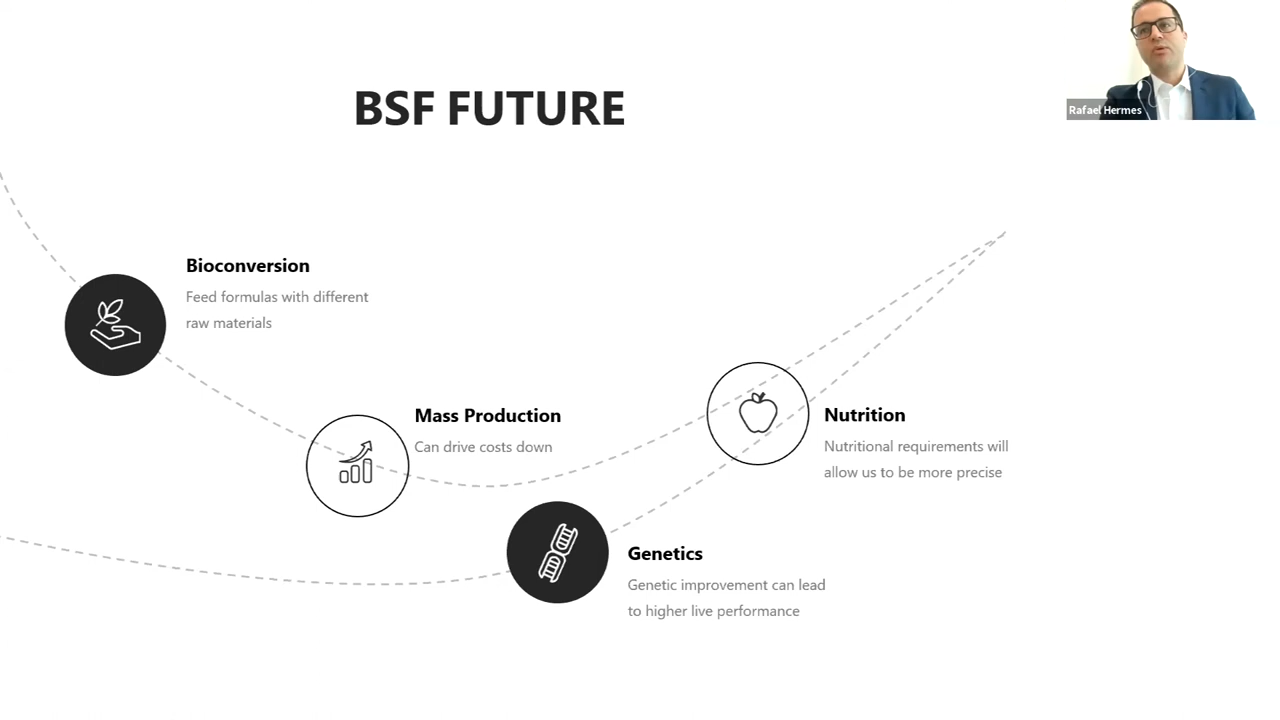 BSF FUTURE
Rafael Hermes
Bioconversion
Feed formulas with different
raw materials
Mass Production
Can drive costs down
Nutrition
Nutritional requirements will
allow us to be more precise
Genetics
Genetic improvement can lead
to higher live performance